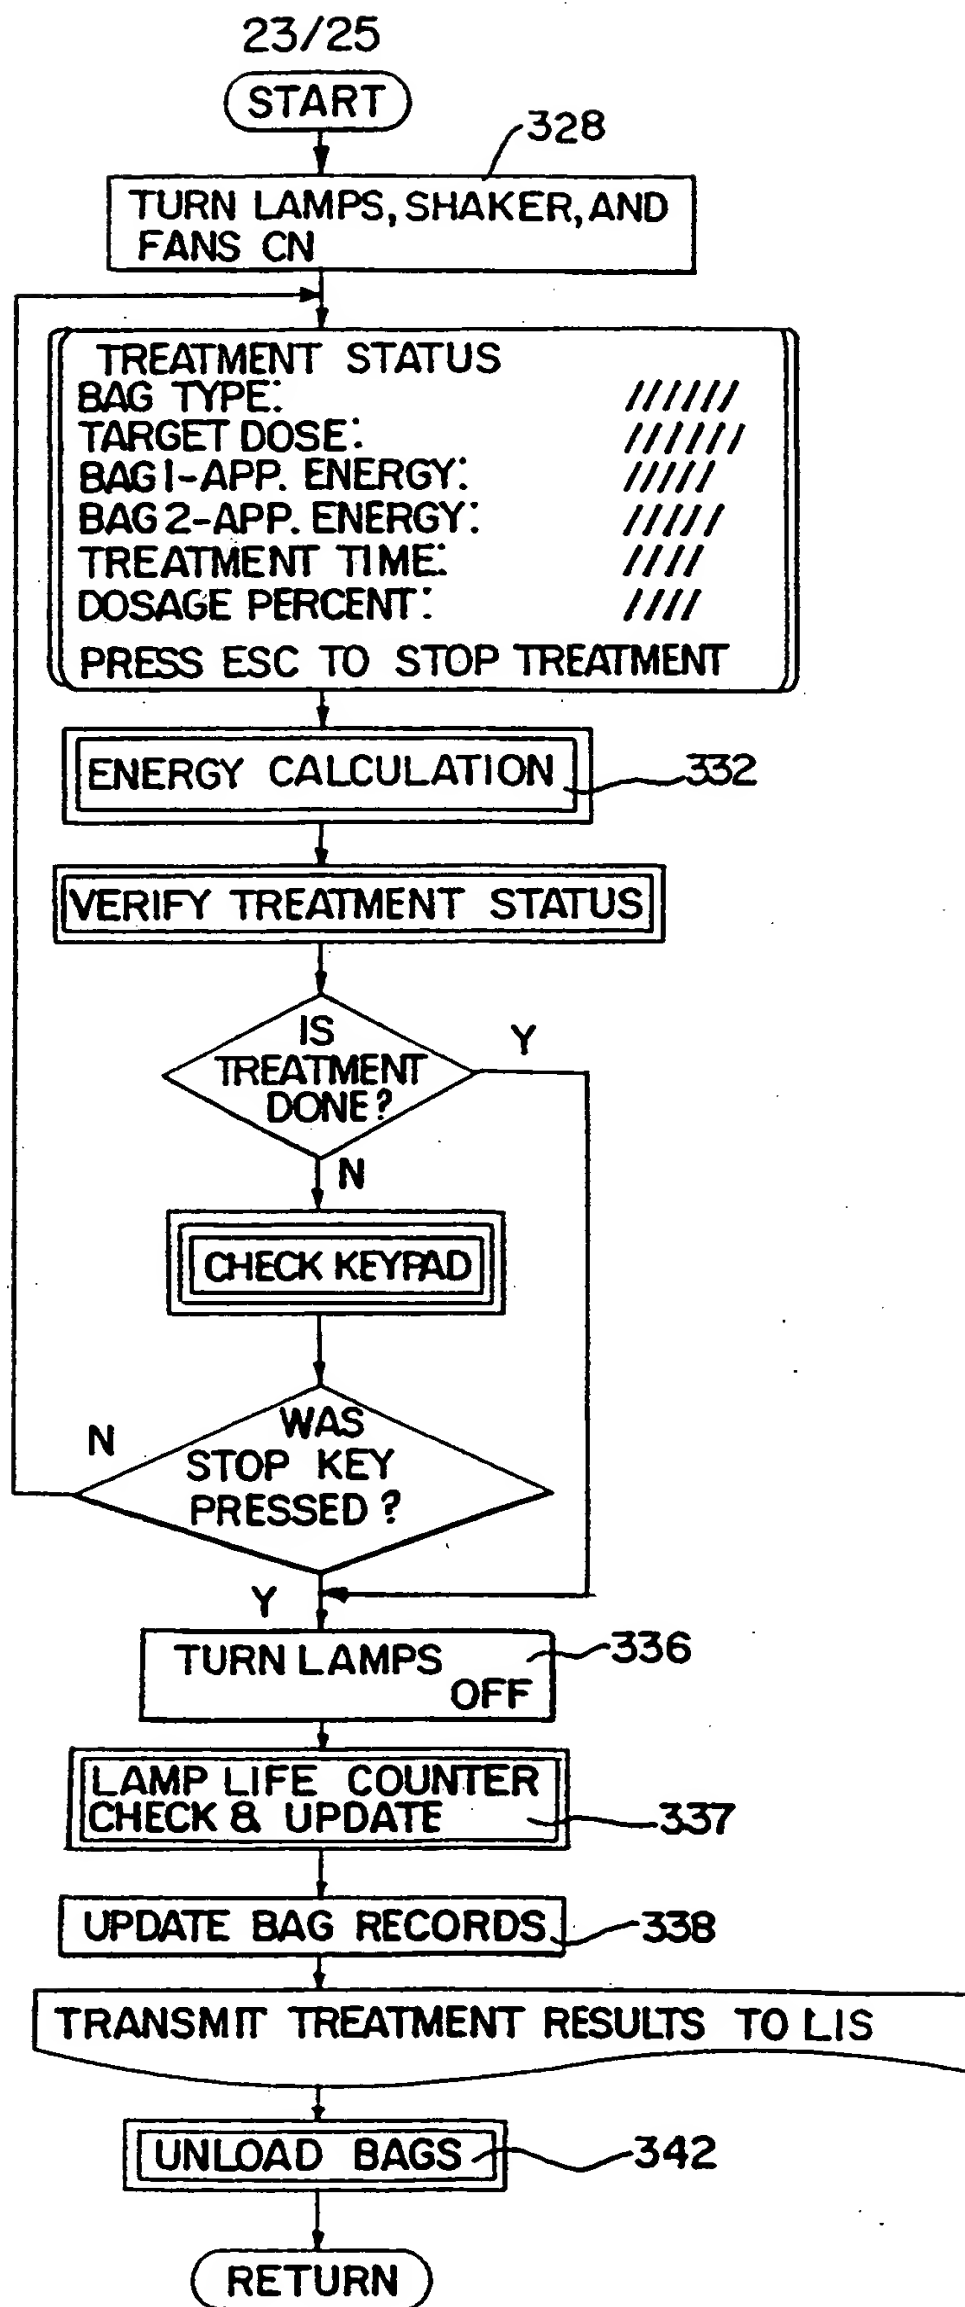 23/25
START
328
TURN LAMPS, SHAKER, AND
FANS CN
TREATMENT STATUS
BAG TYPE: //////
TARGET DOSE: //////
BAG 1-APP. ENERGY: /////
BAG 2-APP. ENERGY: /////
TREATMENT TIME: ////
DOSAGE PERCENT: ////
PRESS ESC TO STOP TREATMENT
ENERGY CALCULATION
332
VERIFY TREATMENT STATUS
IS
TREATMENT
DONE?
Y
N
CHECK KEYPAD
N
WAS
STOP KEY
PRESSED?
Y
TURN LAMPS
OFF
336
LAMP LIFE COUNTER
CHECK & UPDATE
337
UPDATE BAG RECORDS
338
TRANSMIT TREATMENT RESULTS TO LIS
UNLOAD BAGS
342
RETURN